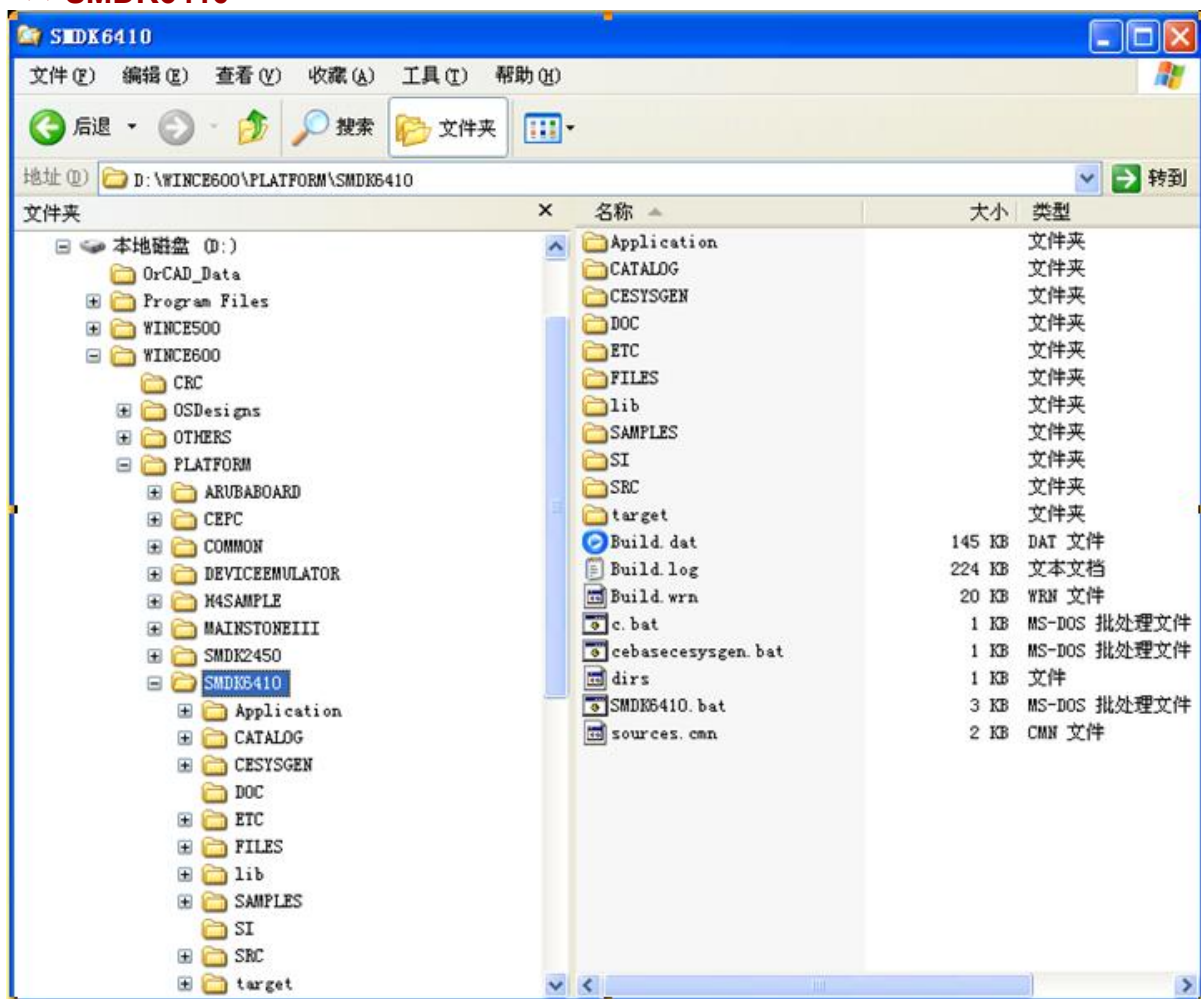 SMDK6410
SMDK6410
文件(F) 编辑(E) 查看(V) 收藏(A) 工具(T) 帮助(H)
后退 搜索 文件夹
地址(D) D:\WINCE600\PLATFORM\SMDK6410 转到
文件夹 × 名称 大小 类型
本地磁盘 (D:)
OrCAD_Data
Program Files
WINCE500
WINCE600
CRC
OSDesigns
OTHERS
PLATFORM
ARUBABOARD
CEPC
COMMON
DEVICEEMULATOR
H4SAMPLE
MAINSTONEIII
SMDK2450
SMDK6410
Application
CATALOG
CESYSGEN
DOC
ETC
FILES
lib
SAMPLES
SI
SRC
target
Application 文件夹
CATALOG 文件夹
CESYSGEN 文件夹
DOC 文件夹
ETC 文件夹
FILES 文件夹
lib 文件夹
SAMPLES 文件夹
SI 文件夹
SRC 文件夹
target 文件夹
Build.dat 145 KB DAT 文件
Build.log 224 KB 文本文档
Build.wrn 20 KB WRN 文件
c.bat 1 KB MS-DOS 批处理文件
cebasecesysgen.bat 1 KB MS-DOS 批处理文件
dirs 1 KB 文件
SMDK6410.bat 3 KB MS-DOS 批处理文件
sources.cmn 2 KB CMN 文件